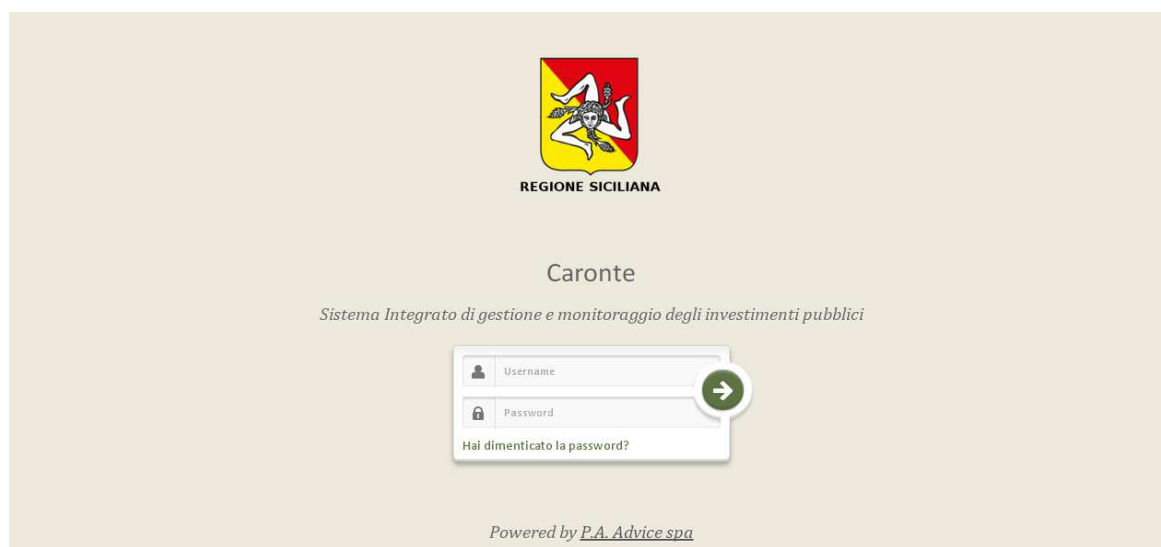 REGIONE SICILIANA
Caronte
Sistema Integrato di gestione e monitoraggio degli investimenti pubblici
Username
Password
Hai dimenticato la password?
Powered by P.A. Advice spa